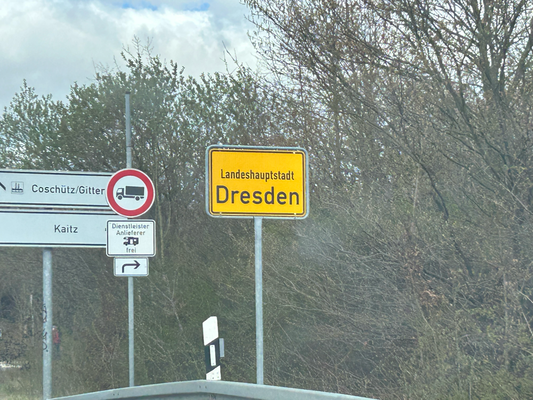 Coschütz/Gitter
Kaitz
Dienstleister
Anlieferer
frei
Landeshauptstadt
Dresden